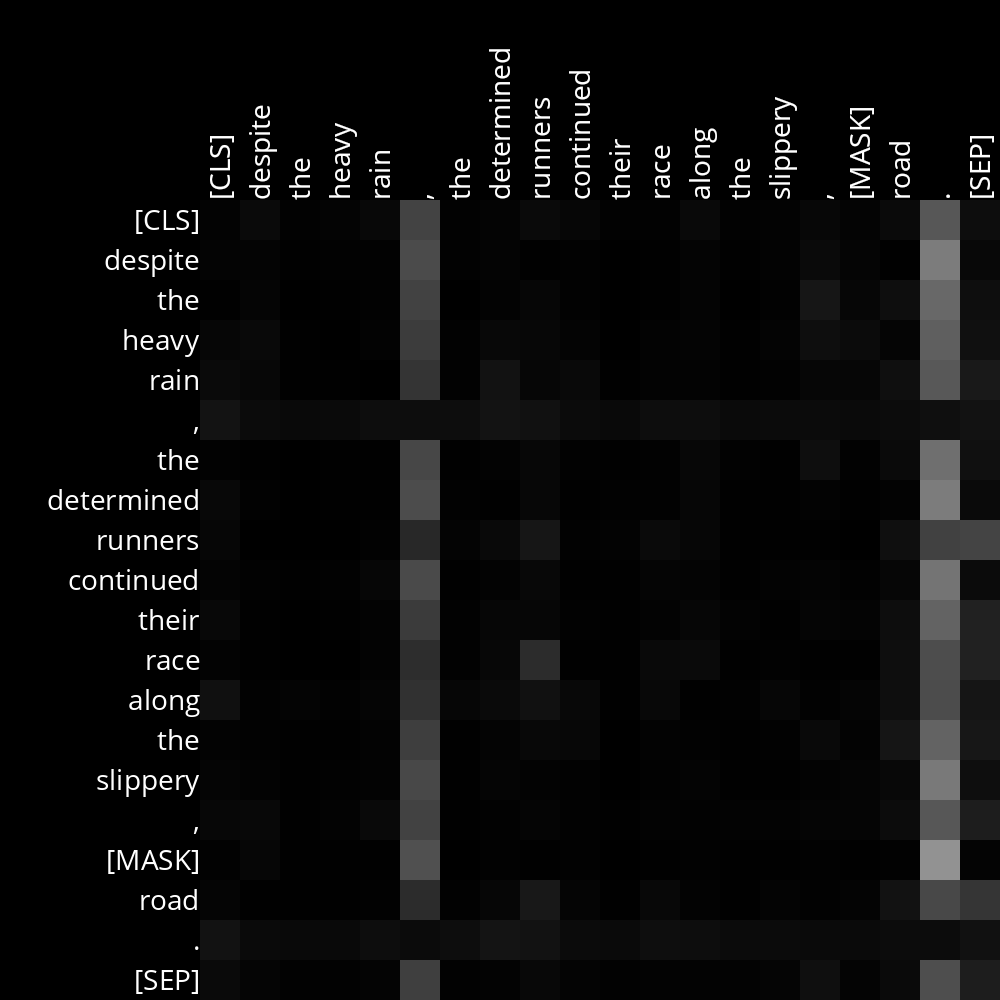 [CLS] despite the heavy rain , the determined runners continued their race along the slippery , [MASK] road . [SEP]
[CLS]
despite
the
heavy
rain
,
the
determined
runners
continued
their
race
along
the
slippery
,
[MASK]
road
.
[SEP]